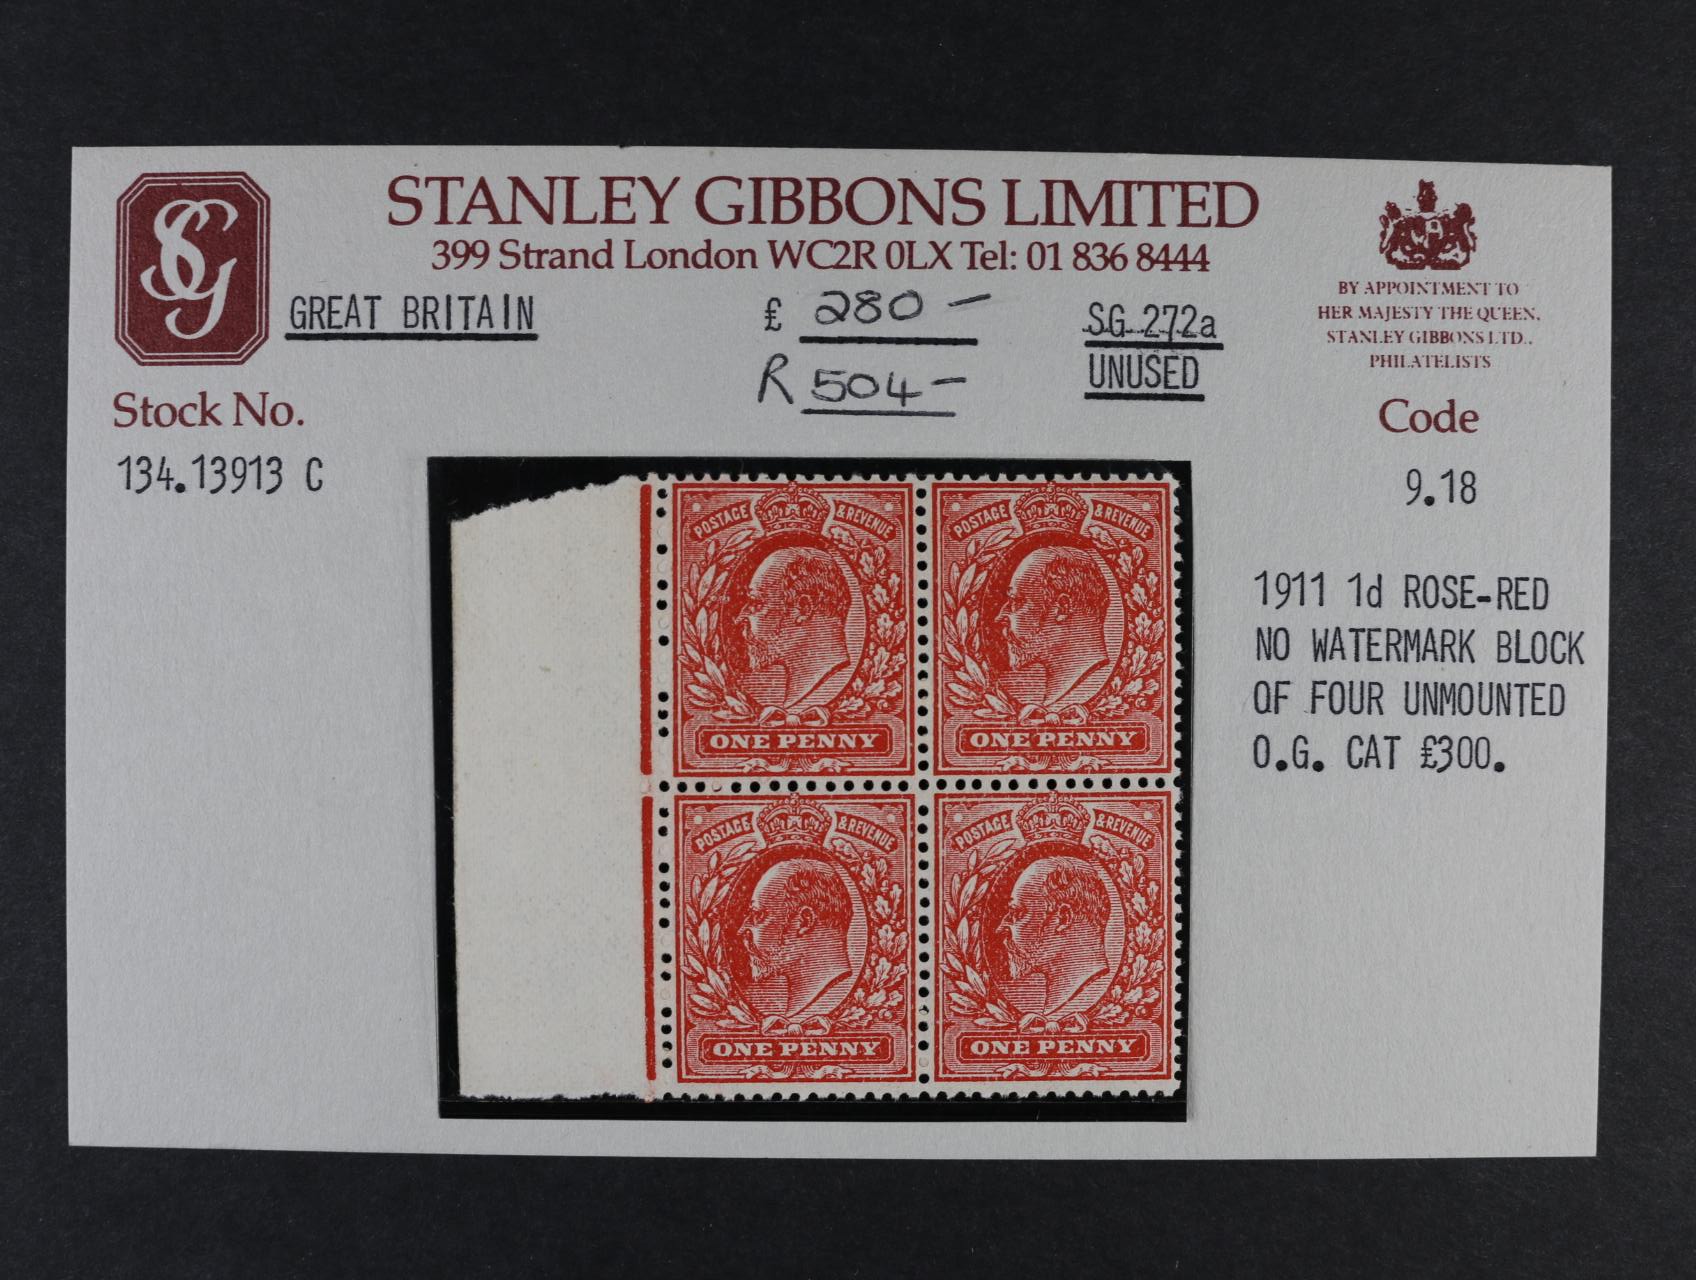 SG
STANLEY GIBBONS LIMITED
399 Strand London WC2R 0LX Tel: 01 836 8444
BY APPOINTMENT TO
HER MAJESTY THE QUEEN,
STANLEY GIBBONS LTD.,
PHILATELISTS
GREAT BRITAIN
£ 280 —
SG 272a
R 504 —
UNUSED
Stock No.
Code
134.13913 C
9.18
1911 1d ROSE-RED
NO WATERMARK BLOCK
OF FOUR UNMOUNTED
O.G. CAT £300.
POSTAGE & REVENUE
ONE PENNY
POSTAGE & REVENUE
ONE PENNY
POSTAGE & REVENUE
ONE PENNY
POSTAGE & REVENUE
ONE PENNY